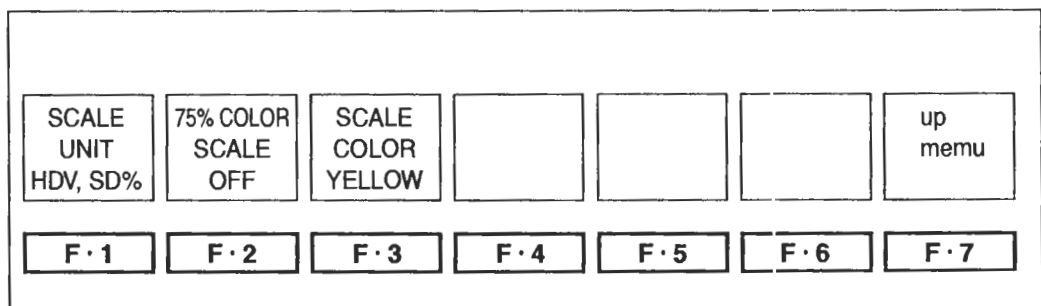 SCALE
UNIT
HDV, SD%
75% COLOR
SCALE
OFF
SCALE
COLOR
YELLOW
up
memu
F・1
F・2
F・3
F・4
F・5
F・6
F・7